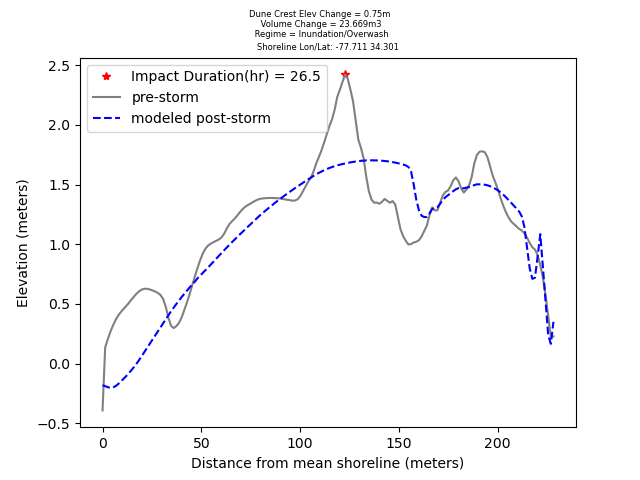 Dune Crest Elev Change = 0.75m
Volume Change = 23.669m3
Regime = Inundation/Overwash
Shoreline Lon/Lat: -77.711 34.301
Impact Duration(hr) = 26.5
pre-storm
modeled post-storm
2.5
2.0
1.5
1.0
0.5
0.0
−0.5
Elevation (meters)
0 50 100 150 200
Distance from mean shoreline (meters)